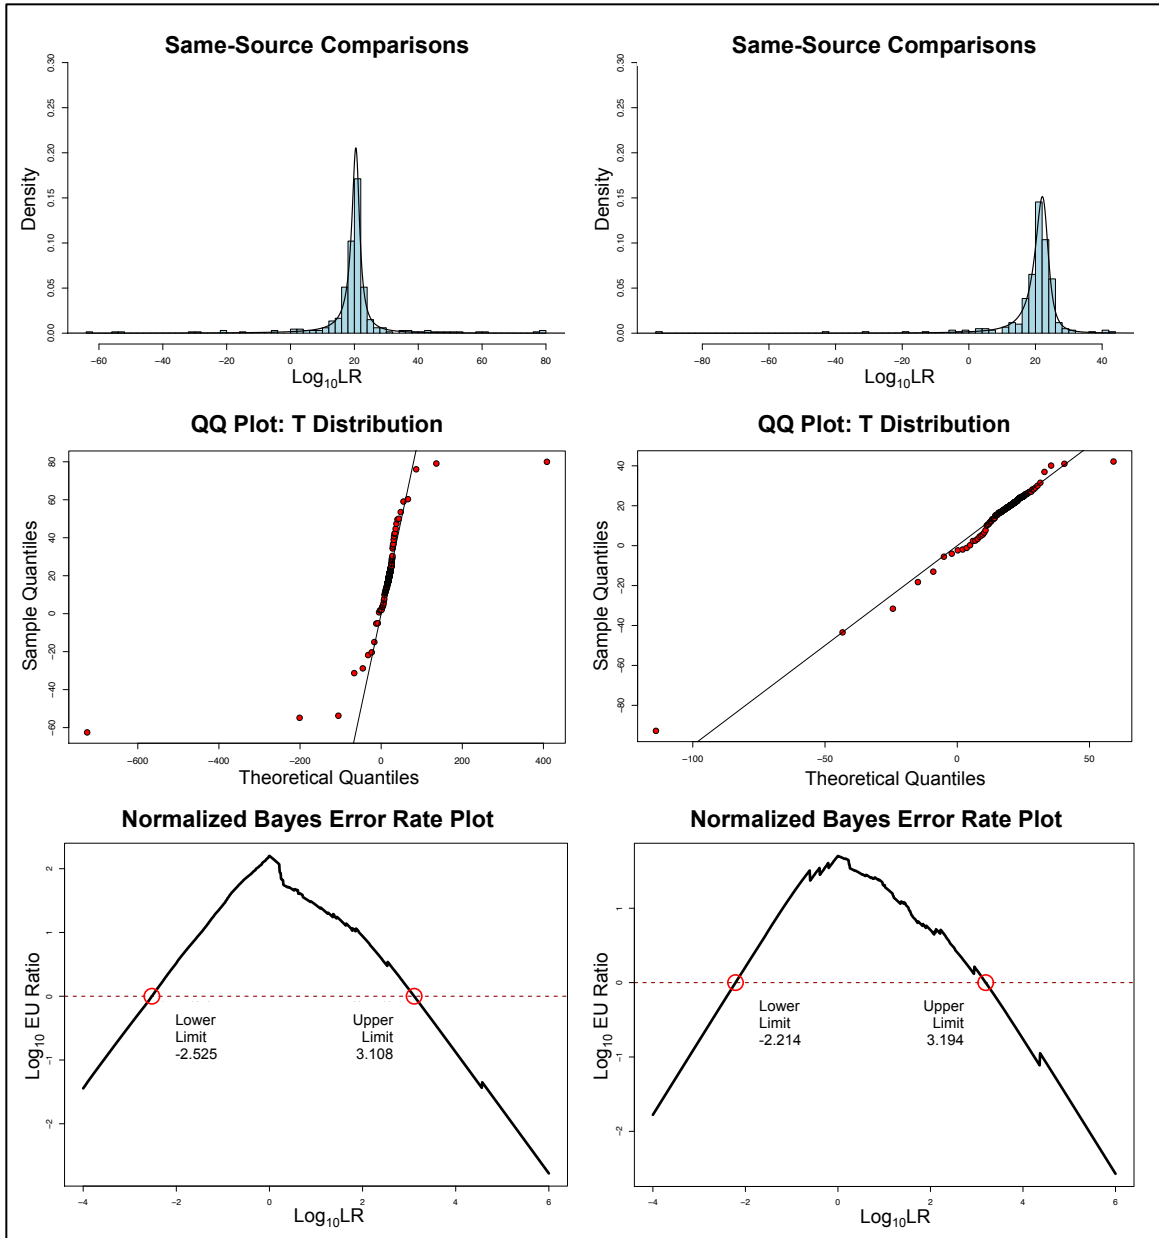 Same-Source Comparisons
Density
0.00 0.05 0.10 0.15 0.20 0.25 0.30
−60 −40 −20 0 20 40 60 80
Log10LR
Same-Source Comparisons
Density
0.00 0.05 0.10 0.15 0.20 0.25 0.30
−80 −60 −40 −20 0 20 40
Log10LR
QQ Plot: T Distribution
Sample Quantiles
−60 −40 −20 0 20 40 60 80
−600 −400 −200 0 200 400
Theoretical Quantiles
QQ Plot: T Distribution
Sample Quantiles
−80 −60 −40 −20 0 20 40
−100 −50 0 50
Theoretical Quantiles
Normalized Bayes Error Rate Plot
Log10 EU Ratio
−2 −1 0 1 2
Lower
Limit
-2.525
Upper
Limit
3.108
−4 −2 0 2 4 6
Log10LR
Normalized Bayes Error Rate Plot
Log10 EU Ratio
−2 −1 0 1
Lower
Limit
-2.214
Upper
Limit
3.194
−4 −2 0 2 4 6
Log10LR